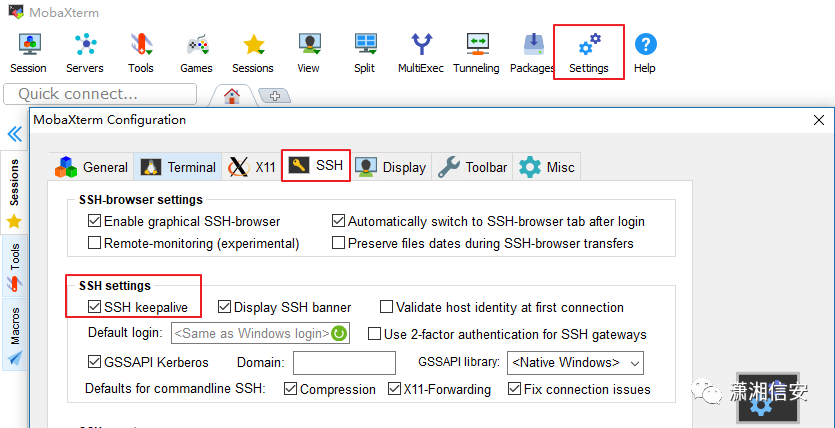 MobaXterm
Session Servers Tools Games Sessions View Split MultiExec Tunneling Packages Settings Help
Quick connect...
MobaXterm Configuration
Sessions
Tools
Macros
General Terminal X11 SSH Display Toolbar Misc
SSH-browser settings
Enable graphical SSH-browser Automatically switch to SSH-browser tab after login
Remote-monitoring (experimental) Preserve files dates during SSH-browser transfers
SSH settings
SSH keepalive Display SSH banner Validate host identity at first connection
Default login: <Same as Windows login> Use 2-factor authentication for SSH gateways
GSSAPI Kerberos Domain: GSSAPI library: <Native Windows>
Defaults for commandline SSH: Compression X11-Forwarding Fix connection issues
潇湘信安